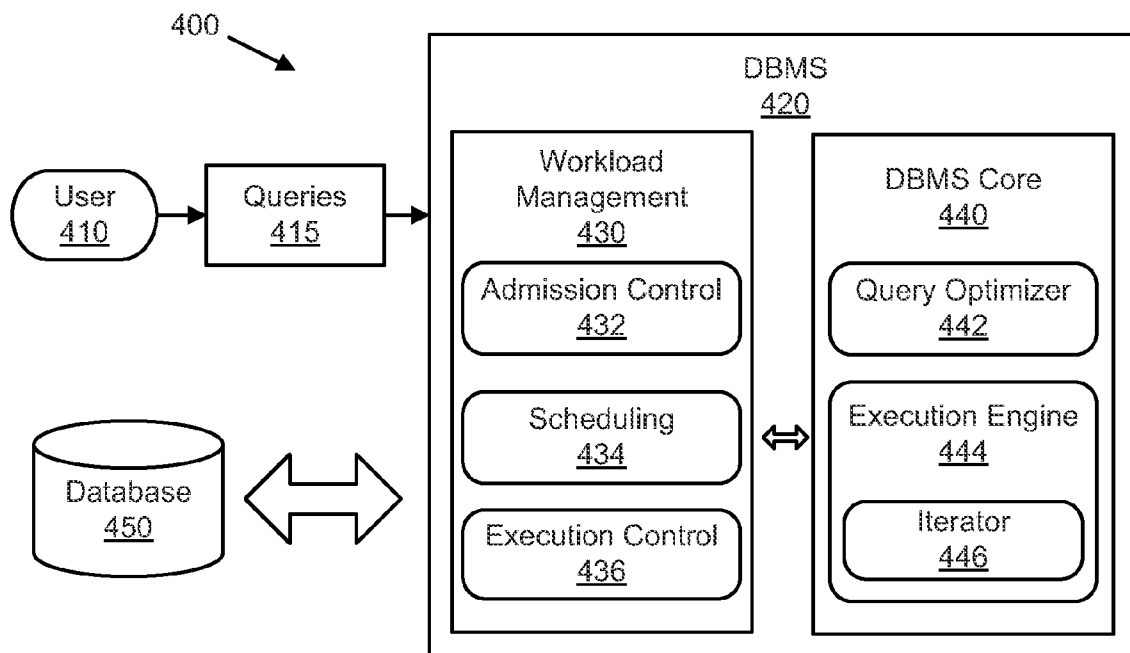 400
DBMS
420
User
410
Queries
415
Workload
Management
430
Admission Control
432
Scheduling
434
Execution Control
436
DBMS Core
440
Query Optimizer
442
Execution Engine
444
Iterator
446
Database
450